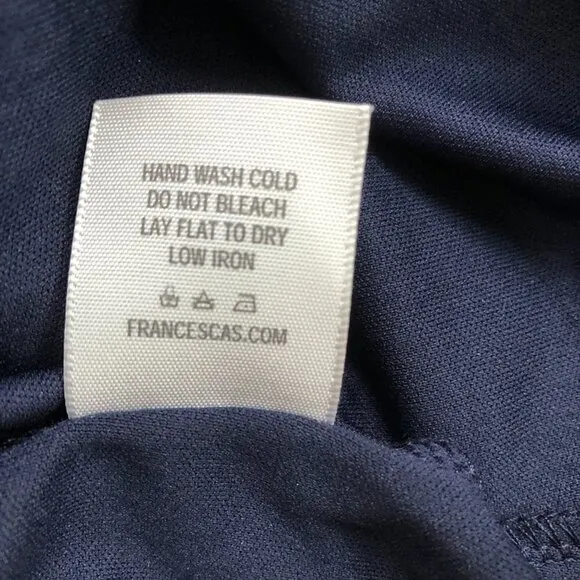 HAND WASH COLD
DO NOT BLEACH
LAY FLAT TO DRY
LOW IRON
FRANCESCAS.COM